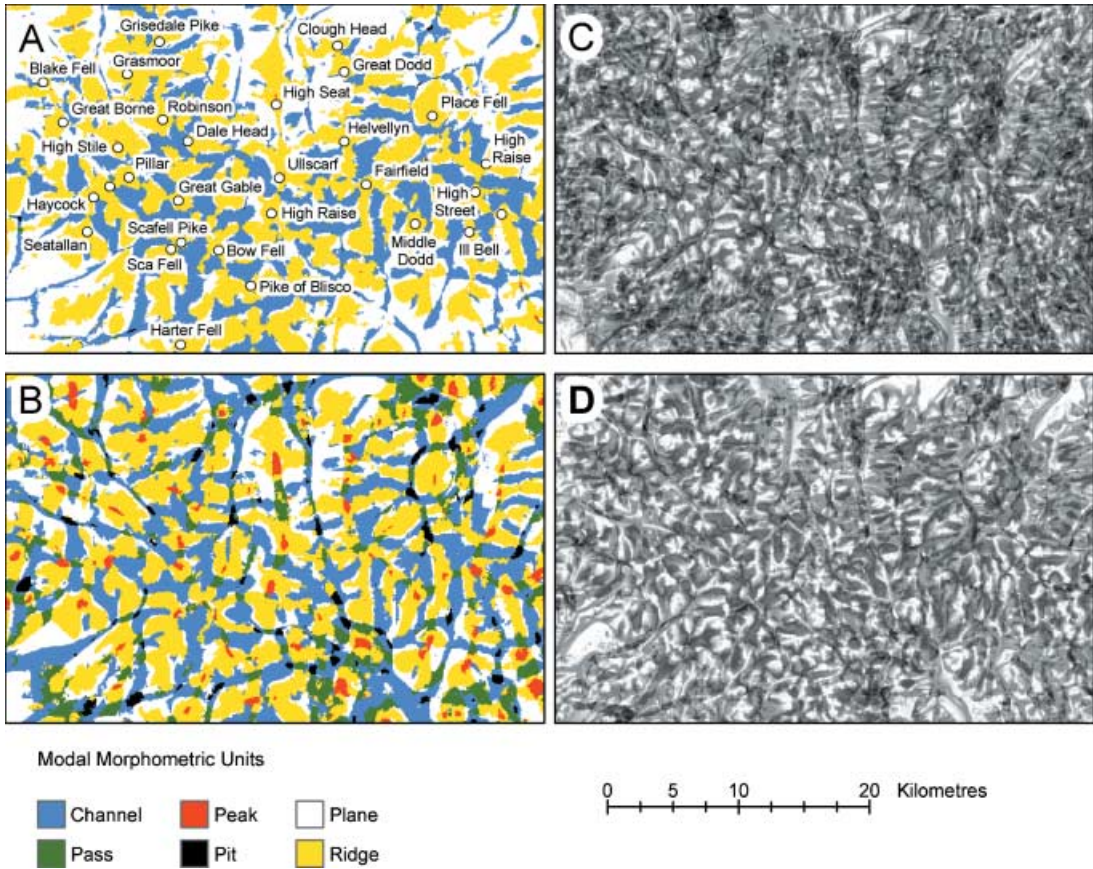 A
Grisedale Pike
Clough Head
Grasmoor
Great Dodd
Blake Fell
High Seat
Great Borne
Robinson
Place Fell
Dale Head
Helvellyn
High Stile
High
Raise
Pillar
Ullscarf
Fairfield
Great Gable
High
Street
Haycock
High Raise
Scafell Pike
Seatallan
Bow Fell
Middle
Dodd
Ill Bell
Sca Fell
Pike of Blisco
Harter Fell
C
B
D
Modal Morphometric Units
Channel
Peak
Plane
Pass
Pit
Ridge
0 5 10 20 Kilometres